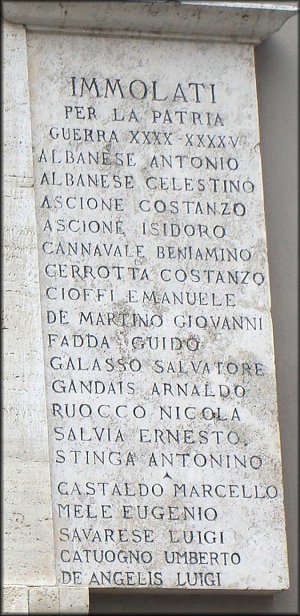 IMMOLATI
PER LA PATRIA
GUERRA XXXX-XXXXV
ALBANESE ANTONIO
ALBANESE CELESTINO
ASCIONE COSTANZO
ASCIONE ISIDORO
CANNAVALE BENIAMINO
CERROTTA COSTANZO
CIOFFI EMANUELE
DE MARTINO GIOVANNI
FADDA GUIDO
GALASSO SALVATORE
GANDAIS ARNALDO
RUOCCO NICOLA
SALVIA ERNESTO
STINGA ANTONINO
CASTALDO MARCELLO
MELE EUGENIO
SAVARESE LUIGI
CATUOGNO UMBERTO
DE ANGELIS LUIGI